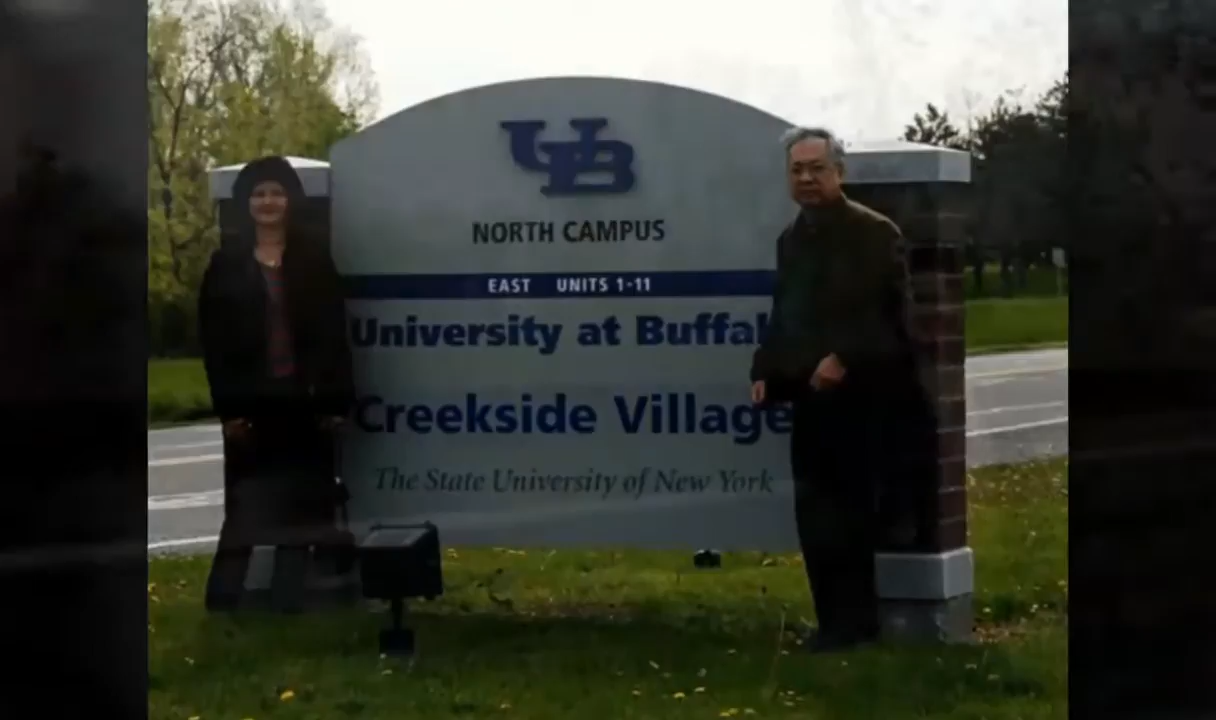 UB
NORTH CAMPUS
EAST UNITS 1-11
University at Buffal
Creekside Village
The State University of New York